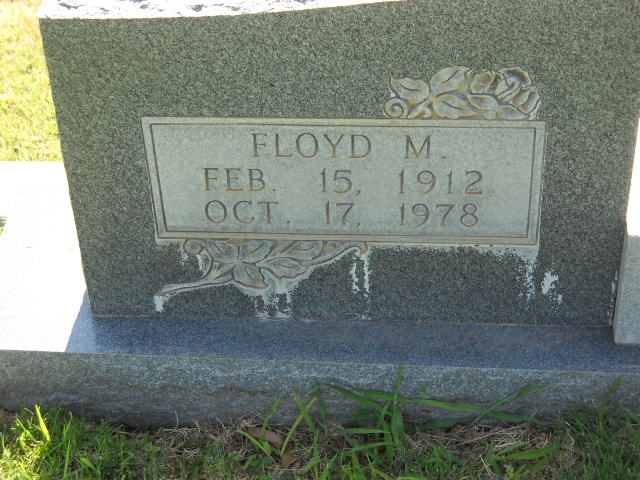 FLOYD M.
FEB. 15, 1912
OCT. 17, 1978